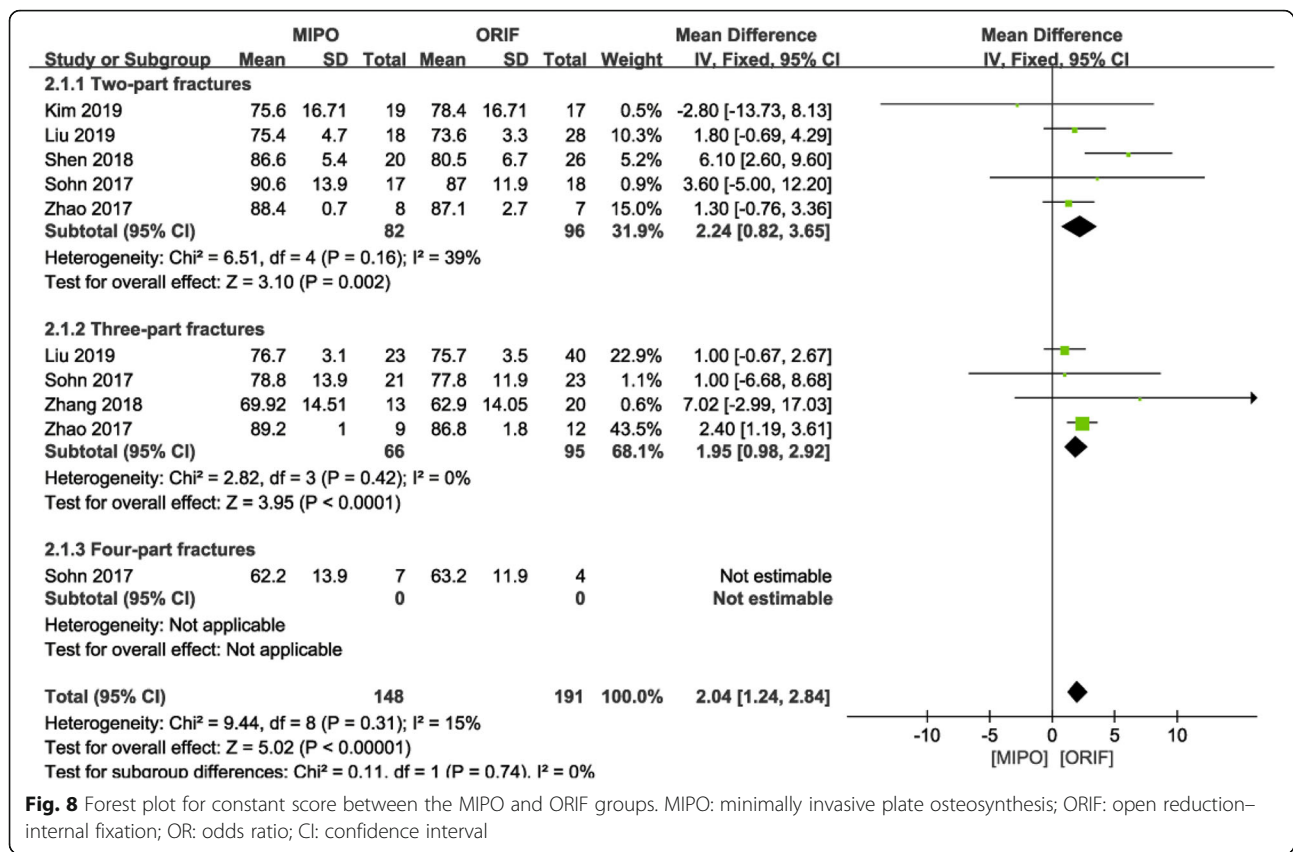 MIPO ORIF Mean Difference Mean Difference
Study or Subgroup Mean SD Total Mean SD Total Weight IV, Fixed, 95% CI IV, Fixed, 95% CI
2.1.1 Two-part fractures
Kim 2019 75.6 16.71 19 78.4 16.71 17 0.5% -2.80 [-13.73, 8.13]
Liu 2019 75.4 4.7 18 73.6 3.3 28 10.3% 1.80 [-0.69, 4.29]
Shen 2018 86.6 5.4 20 80.5 6.7 26 5.2% 6.10 [2.60, 9.60]
Sohn 2017 90.6 13.9 17 87 11.9 18 0.9% 3.60 [-5.00, 12.20]
Zhao 2017 88.4 0.7 8 87.1 2.7 7 15.0% 1.30 [-0.76, 3.36]
Subtotal (95% CI) 82 96 31.9% 2.24 [0.82, 3.65]
Heterogeneity: Chi² = 6.51, df = 4 (P = 0.16); I² = 39%
Test for overall effect: Z = 3.10 (P = 0.002)
2.1.2 Three-part fractures
Liu 2019 76.7 3.1 23 75.7 3.5 40 22.9% 1.00 [-0.67, 2.67]
Sohn 2017 78.8 13.9 21 77.8 11.9 23 1.1% 1.00 [-6.68, 8.68]
Zhang 2018 69.92 14.51 13 62.9 14.05 20 0.6% 7.02 [-2.99, 17.03]
Zhao 2017 89.2 1 9 86.8 1.8 12 43.5% 2.40 [1.19, 3.61]
Subtotal (95% CI) 66 95 68.1% 1.95 [0.98, 2.92]
Heterogeneity: Chi² = 2.82, df = 3 (P = 0.42); I² = 0%
Test for overall effect: Z = 3.95 (P < 0.0001)
2.1.3 Four-part fractures
Sohn 2017 62.2 13.9 7 63.2 11.9 4 Not estimable
Subtotal (95% CI) 0 0 Not estimable
Heterogeneity: Not applicable
Test for overall effect: Not applicable
Total (95% CI) 148 191 100.0% 2.04 [1.24, 2.84]
Heterogeneity: Chi² = 9.44, df = 8 (P = 0.31); I² = 15%
Test for overall effect: Z = 5.02 (P < 0.00001)
Test for subgroup differences: Chi² = 0.11, df = 1 (P = 0.74), I² = 0%
-10 -5 0 5 10
[MIPO] [ORIF]
Fig. 8 Forest plot for constant score between the MIPO and ORIF groups. MIPO: minimally invasive plate osteosynthesis; ORIF: open reduction–
internal fixation; OR: odds ratio; CI: confidence interval